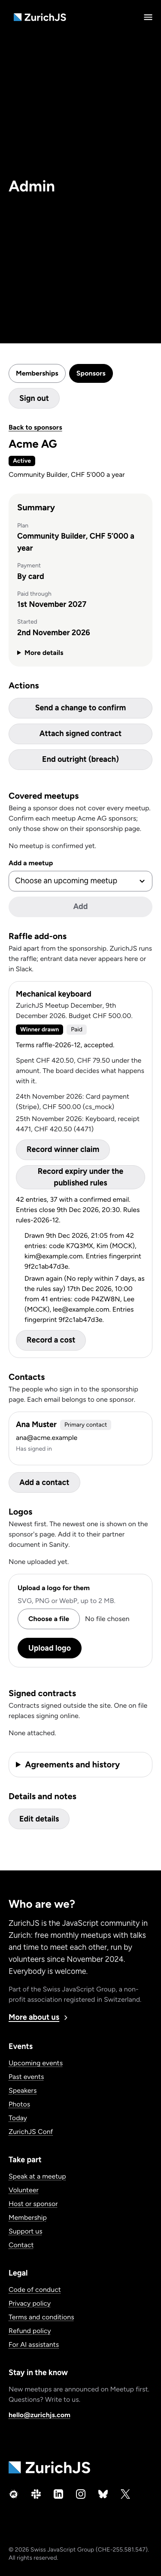 ZurichJS
Admin
Memberships
Sponsors
Sign out
Back to sponsors
Acme AG
Active
Community Builder, CHF 5'000 a year
Summary
Plan
Community Builder, CHF 5'000 a
year
Payment
By card
Paid through
1st November 2027
Started
2nd November 2026
More details
Actions
Send a change to confirm
Attach signed contract
End outright (breach)
Covered meetups
Being a sponsor does not cover every meetup.
Confirm each meetup Acme AG sponsors;
only those show on their sponsorship page.
No meetup is confirmed yet.
Add a meetup
Choose an upcoming meetup
Add
Raffle add-ons
Paid apart from the sponsorship. ZurichJS runs
the raffle; entrant data never appears here or
in Slack.
Mechanical keyboard
ZurichJS Meetup December, 9th
December 2026. Budget CHF 500.00.
Winner drawn
Paid
Terms raffle-2026-12, accepted.
Spent CHF 420.50, CHF 79.50 under the
amount. The board decides what happens
with it.
24th November 2026: Card payment
(Stripe), CHF 500.00 (cs_mock)
25th November 2026: Keyboard, receipt
4471, CHF 420.50 (4471)
Record winner claim
Record expiry under the
published rules
42 entries, 37 with a confirmed email.
Entries close 9th Dec 2026, 20:30. Rules
rules-2026-12.
Drawn 9th Dec 2026, 21:05 from 42
entries: code K7Q3MX, Kim (MOCK),
kim@example.com. Entries fingerprint
9f2c1ab47d3e.
Drawn again (No reply within 7 days, as
the rules say) 17th Dec 2026, 10:00
from 41 entries: code P4ZW8N, Lee
(MOCK), lee@example.com. Entries
fingerprint 9f2c1ab47d3e.
Record a cost
Contacts
The people who sign in to the sponsorship
page. Each email belongs to one sponsor.
Ana Muster
Primary contact
ana@acme.example
Has signed in
Add a contact
Logos
Newest first. The newest one is shown on the
sponsor's page. Add it to their partner
document in Sanity.
None uploaded yet.
Upload a logo for them
SVG, PNG or WebP, up to 2 MB.
Choose a file
No file chosen
Upload logo
Signed contracts
Contracts signed outside the site. One on file
replaces signing online.
None attached.
Agreements and history
Details and notes
Edit details
Who are we?
ZurichJS is the JavaScript community in
Zurich: free monthly meetups with talks
and time to meet each other, run by
volunteers since November 2024.
Everybody is welcome.
Part of the Swiss JavaScript Group, a non-
profit association registered in Switzerland.
More about us
Events
Upcoming events
Past events
Speakers
Photos
Today
ZurichJS Conf
Take part
Speak at a meetup
Volunteer
Host or sponsor
Membership
Support us
Contact
Legal
Code of conduct
Privacy policy
Terms and conditions
Refund policy
For AI assistants
Stay in the know
New meetups are announced on Meetup first.
Questions? Write to us.
hello@zurichjs.com
ZurichJS
© 2026 Swiss JavaScript Group (CHE-255.581.547).
All rights reserved.